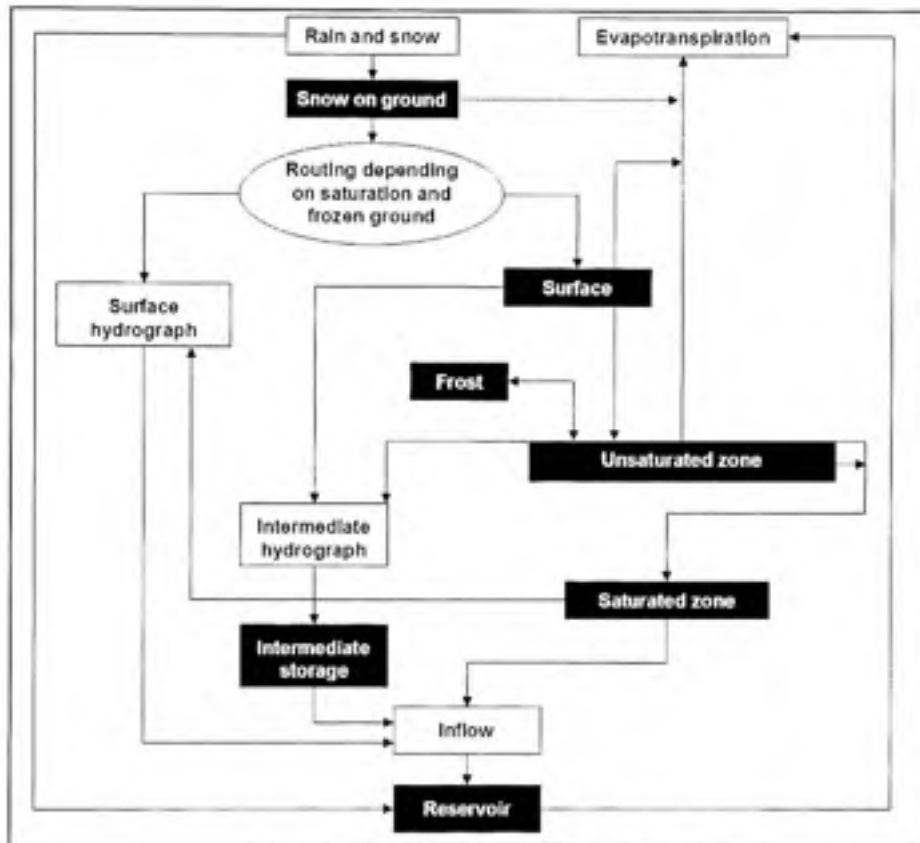 Rain and snow
Evapotranspiration
Snow on ground
Routing depending
on saturation and
frozen ground
Surface
Surface
hydrograph
Frost
Unsaturated zone
Intermediate
hydrograph
Saturated zone
Intermediate
storage
Inflow
Reservoir